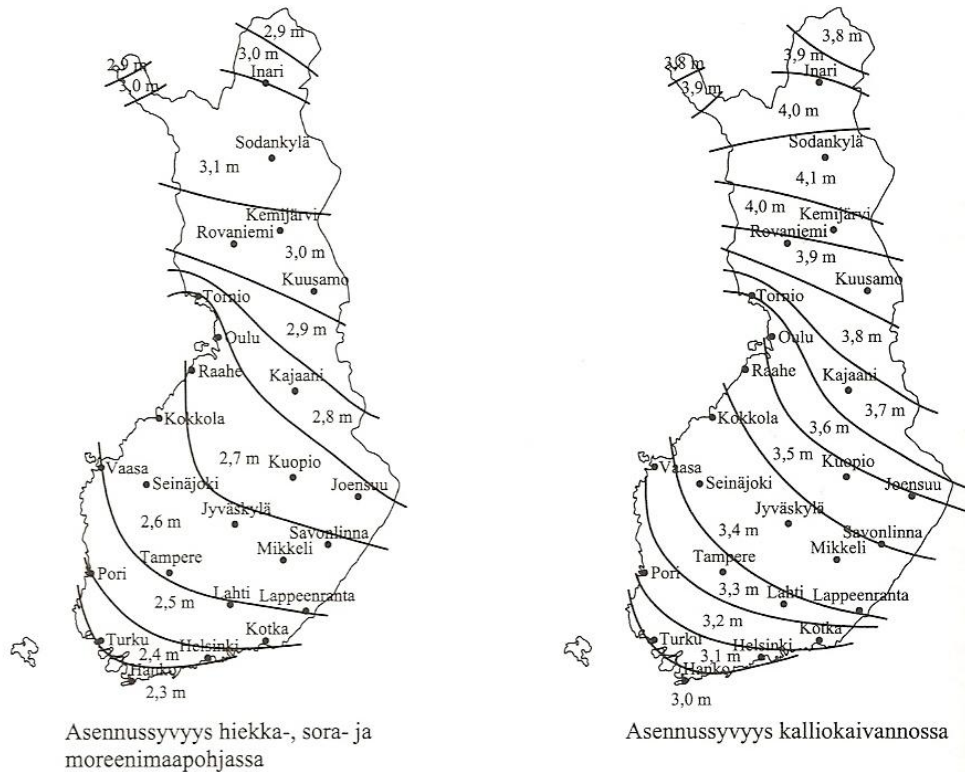 2,9 m
3,0 m
Inari
2,9 m
3,0 m
Sodankylä
3,1 m
Kemijärvi
Rovaniemi
3,0 m
Kuusamo
Tornio
2,9 m
Oulu
Raahe
Kajaani
2,8 m
Kokkola
2,7 m
Kuopio
Vaasa
Seinäjoki
Joensuu
2,6 m
Jyväskylä
Savonlinna
Mikkeli
Tampere
Pori
2,5 m
Lahti
Lappeenranta
Turku
Kotka
2,4 m
Helsinki
Hanko
2,3 m
Asennussyvyys hiekka-, sora- ja
moreenimaapohjassa
3,8 m
3,9 m
Inari
3,8 m
3,9 m
4,0 m
Sodankylä
4,1 m
4,0 m
Kemijärvi
Rovaniemi
3,9 m
Kuusamo
Tornio
3,8 m
Oulu
Raahe
Kajaani
3,7 m
Kokkola
3,6 m
3,5 m
Kuopio
Vaasa
Seinäjoki
Joensuu
3,4 m
Jyväskylä
Savonlinna
Mikkeli
Tampere
Pori
3,3 m
Lahti
Lappeenranta
3,2 m
Turku
Kotka
3,1 m
Helsinki
Hanko
3,0 m
Asennussyvyys kalliokaivannossa